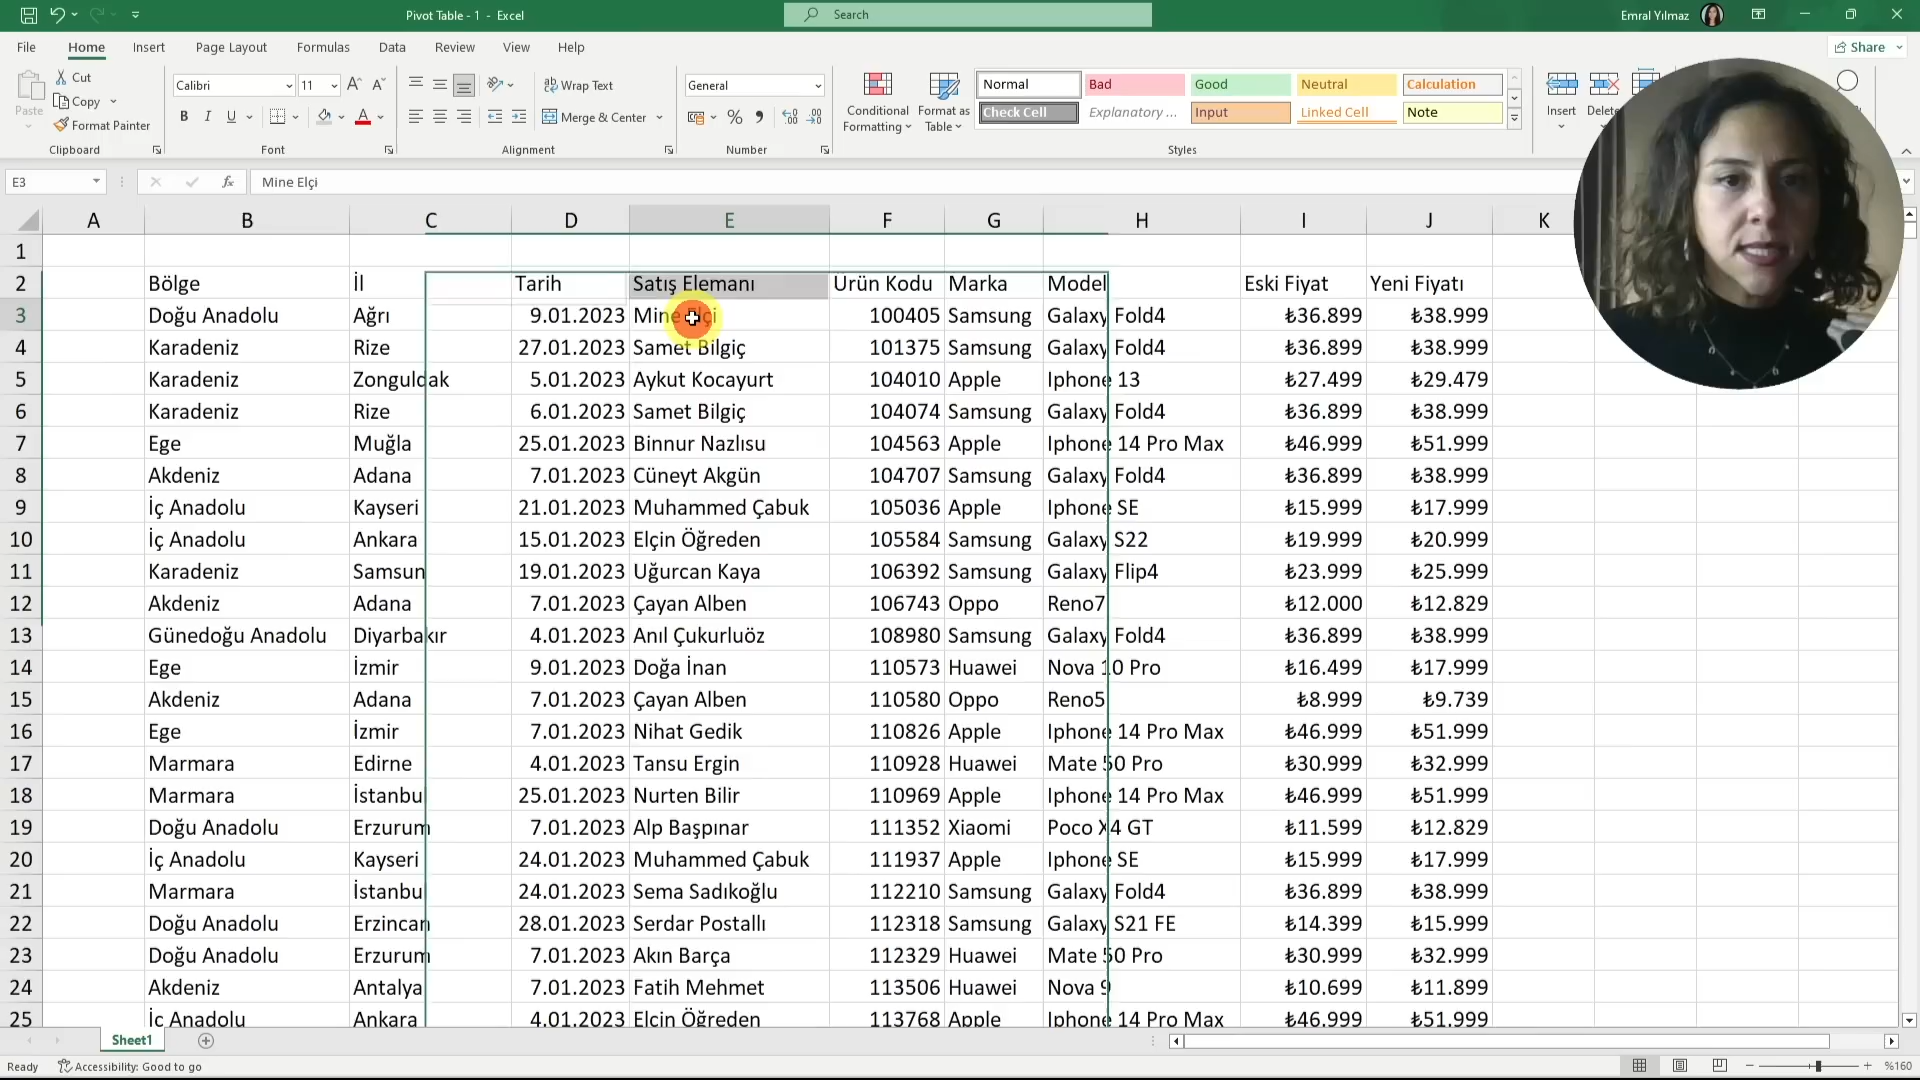 Pivot Table - 1 - Excel
Search
Emral Yılmaz
File Home Insert Page Layout Formulas Data Review View Help
Share
Paste
Cut
Copy
Format Painter
Clipboard
Calibri 11
B I U
Font
Wrap Text
Merge & Center
Alignment
General
Number
Conditional Formatting
Format as Table
Normal Bad Good Neutral Calculation
Check Cell Explanatory ... Input Linked Cell Note
Styles
Insert
Delete
E3
fx
Mine Elçi
A B C D E F G H I J K
1
2 Bölge İl Tarih Satış Elemanı Ürün Kodu Marka Model Eski Fiyat Yeni Fiyatı
3 Doğu Anadolu Ağrı 9.01.2023 Mine Elçi 100405 Samsung Galaxy Fold4 ₺36.899 ₺38.999
4 Karadeniz Rize 27.01.2023 Samet Bilgiç 101375 Samsung Galaxy Fold4 ₺36.899 ₺38.999
5 Karadeniz Zonguldak 5.01.2023 Aykut Kocayurt 104010 Apple Iphone 13 ₺27.499 ₺29.479
6 Karadeniz Rize 6.01.2023 Samet Bilgiç 104074 Samsung Galaxy Fold4 ₺36.899 ₺38.999
7 Ege Muğla 25.01.2023 Binnur Nazlısu 104563 Apple Iphone 14 Pro Max ₺46.999 ₺51.999
8 Akdeniz Adana 7.01.2023 Cüneyt Akgün 104707 Samsung Galaxy Fold4 ₺36.899 ₺38.999
9 İç Anadolu Kayseri 21.01.2023 Muhammed Çabuk 105036 Apple Iphone SE ₺15.999 ₺17.999
10 İç Anadolu Ankara 15.01.2023 Elçin Öğreden 105584 Samsung Galaxy S22 ₺19.999 ₺20.999
11 Karadeniz Samsun 19.01.2023 Uğurcan Kaya 106392 Samsung Galaxy Flip4 ₺23.999 ₺25.999
12 Akdeniz Adana 7.01.2023 Çayan Alben 106743 Oppo Reno7 ₺12.000 ₺12.829
13 Günedoğu Anadolu Diyarbakır 4.01.2023 Anıl Çukurluöz 108980 Samsung Galaxy Fold4 ₺36.899 ₺38.999
14 Ege İzmir 9.01.2023 Doğa İnan 110573 Huawei Nova 10 Pro ₺16.499 ₺17.999
15 Akdeniz Adana 7.01.2023 Çayan Alben 110580 Oppo Reno5 ₺8.999 ₺9.739
16 Ege İzmir 7.01.2023 Nihat Gedik 110826 Apple Iphone 14 Pro Max ₺46.999 ₺51.999
17 Marmara Edirne 4.01.2023 Tansu Ergin 110928 Huawei Mate 50 Pro ₺30.999 ₺32.999
18 Marmara İstanbul 25.01.2023 Nurten Bilir 110969 Apple Iphone 14 Pro Max ₺46.999 ₺51.999
19 Doğu Anadolu Erzurum 7.01.2023 Alp Başpınar 111352 Xiaomi Poco X4 GT ₺11.599 ₺12.829
20 İç Anadolu Kayseri 24.01.2023 Muhammed Çabuk 111937 Apple Iphone SE ₺15.999 ₺17.999
21 Marmara İstanbul 24.01.2023 Sema Sadıkoğlu 112210 Samsung Galaxy Fold4 ₺36.899 ₺38.999
22 Doğu Anadolu Erzincan 28.01.2023 Serdar Postallı 112318 Samsung Galaxy S21 FE ₺14.399 ₺15.999
23 Doğu Anadolu Erzurum 7.01.2023 Akın Barça 112329 Huawei Mate 50 Pro ₺30.999 ₺32.999
24 Akdeniz Antalya 7.01.2023 Fatih Mehmet 113506 Huawei Nova 9 ₺10.699 ₺11.899
25 İç Anadolu Ankara 4.01.2023 Elçin Öğreden 113768 Apple Iphone 14 Pro Max ₺46.999 ₺51.999
Sheet1
Ready Accessibility: Good to go %160